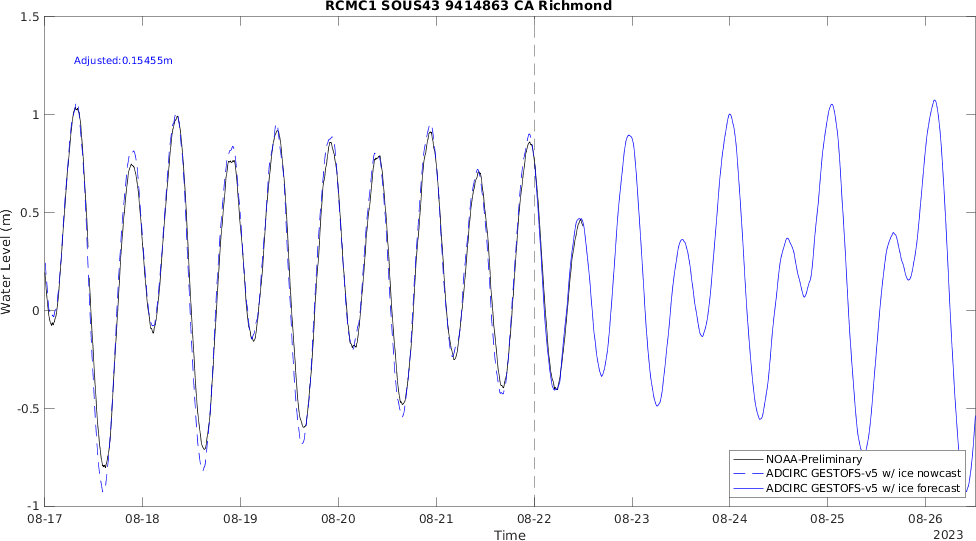 RCMC1 SOUS43 9414863 CA Richmond
Adjusted:0.15455m
Water Level (m)
1.5
1
0.5
0
-0.5
-1
08-17 08-18 08-19 08-20 08-21 08-22 08-23 08-24 08-25 08-26
Time
2023
NOAA-Preliminary
ADCIRC GESTOFS-v5 w/ ice nowcast
ADCIRC GESTOFS-v5 w/ ice forecast